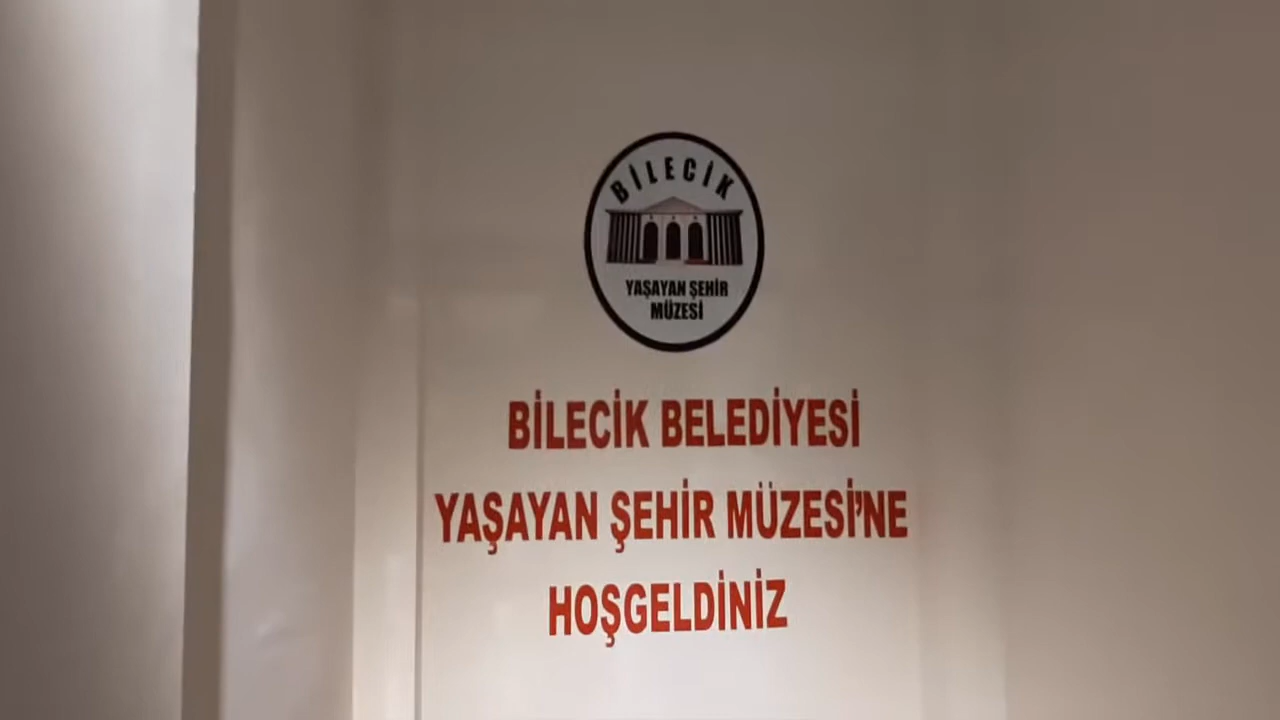 BİLECİK
YAŞAYAN ŞEHİR
MÜZESİ
BİLECİK BELEDİYESİ
YAŞAYAN ŞEHİR MÜZESİ'NE
HOŞGELDİNİZ